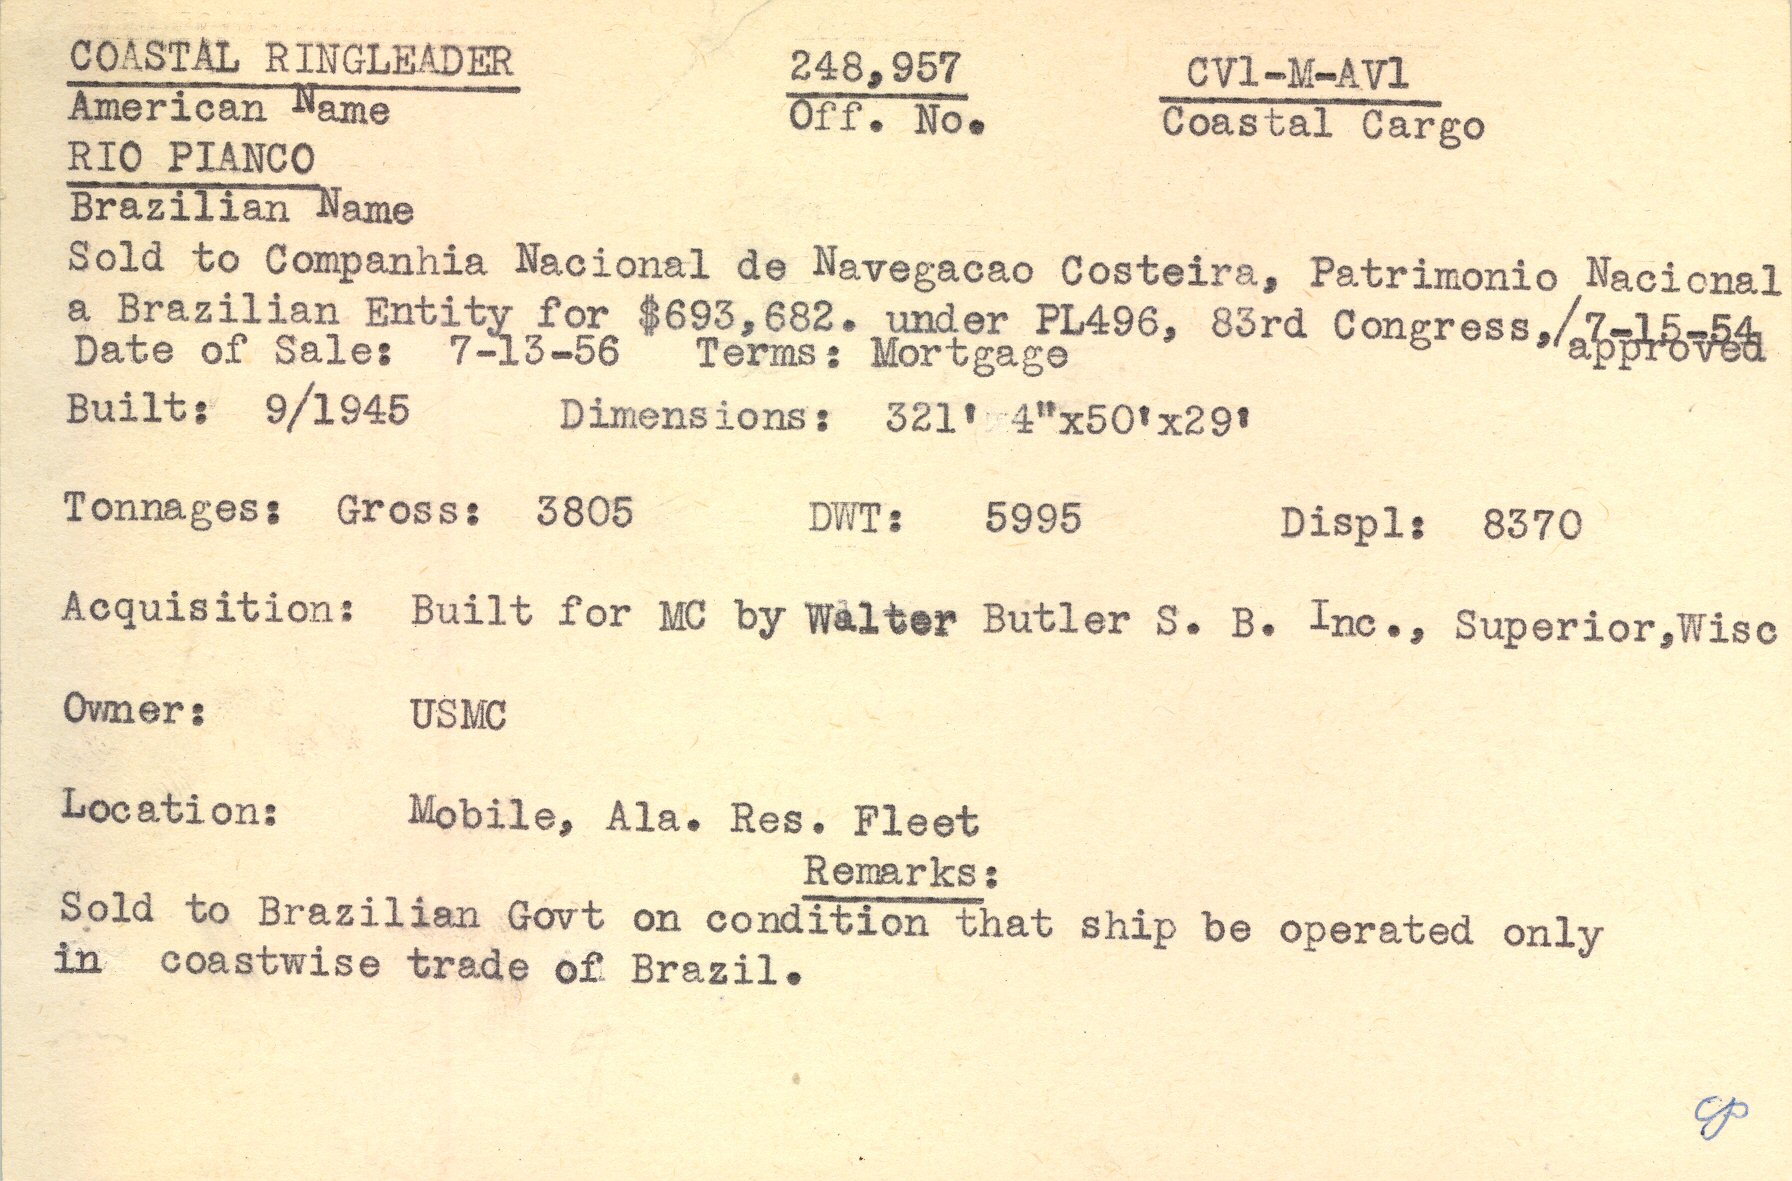 COASTAL RINGLEADER 248,957 CV1-M-AV1
American Name Off. No. Coastal Cargo
RIO PIANCO
Brazilian Name
Sold to Companhia Nacional de Navegacao Costeira, Patrimonio Nacional
a Brazilian Entity for $693,682. under PL496, 83rd Congress,/7-15-54
approved
Date of Sale: 7-13-56 Terms: Mortgage
Built: 9/1945 Dimensions: 321' 4"x50'x29'
Tonnages: Gross: 3805 DWT: 5995 Displ: 8370
Acquisition: Built for MC by Walter Butler S. B. Inc., Superior,Wisc
Owner: USMC
Location: Mobile, Ala. Res. Fleet
Remarks:
Sold to Brazilian Govt on condition that ship be operated only
in coastwise trade of Brazil.